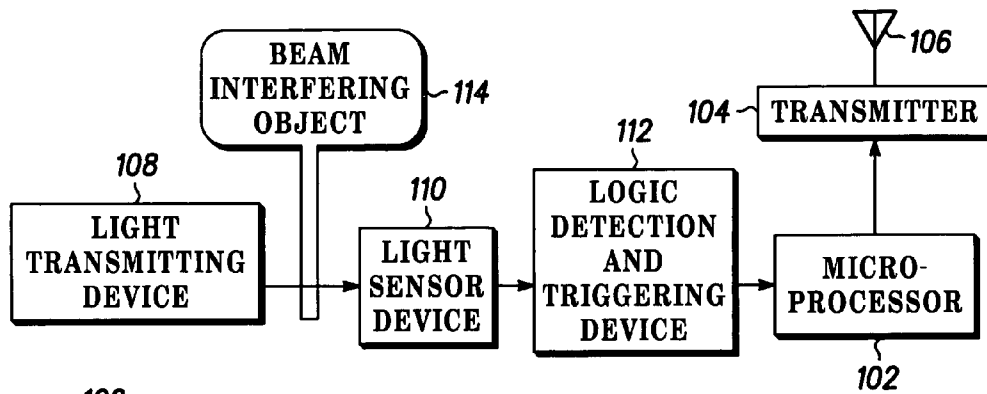 BEAM
INTERFERING
OBJECT
114
106
104
TRANSMITTER
112
108
110
LIGHT
TRANSMITTING
DEVICE
LIGHT
SENSOR
DEVICE
LOGIC
DETECTION
AND
TRIGGERING
DEVICE
MICRO-
PROCESSOR
102